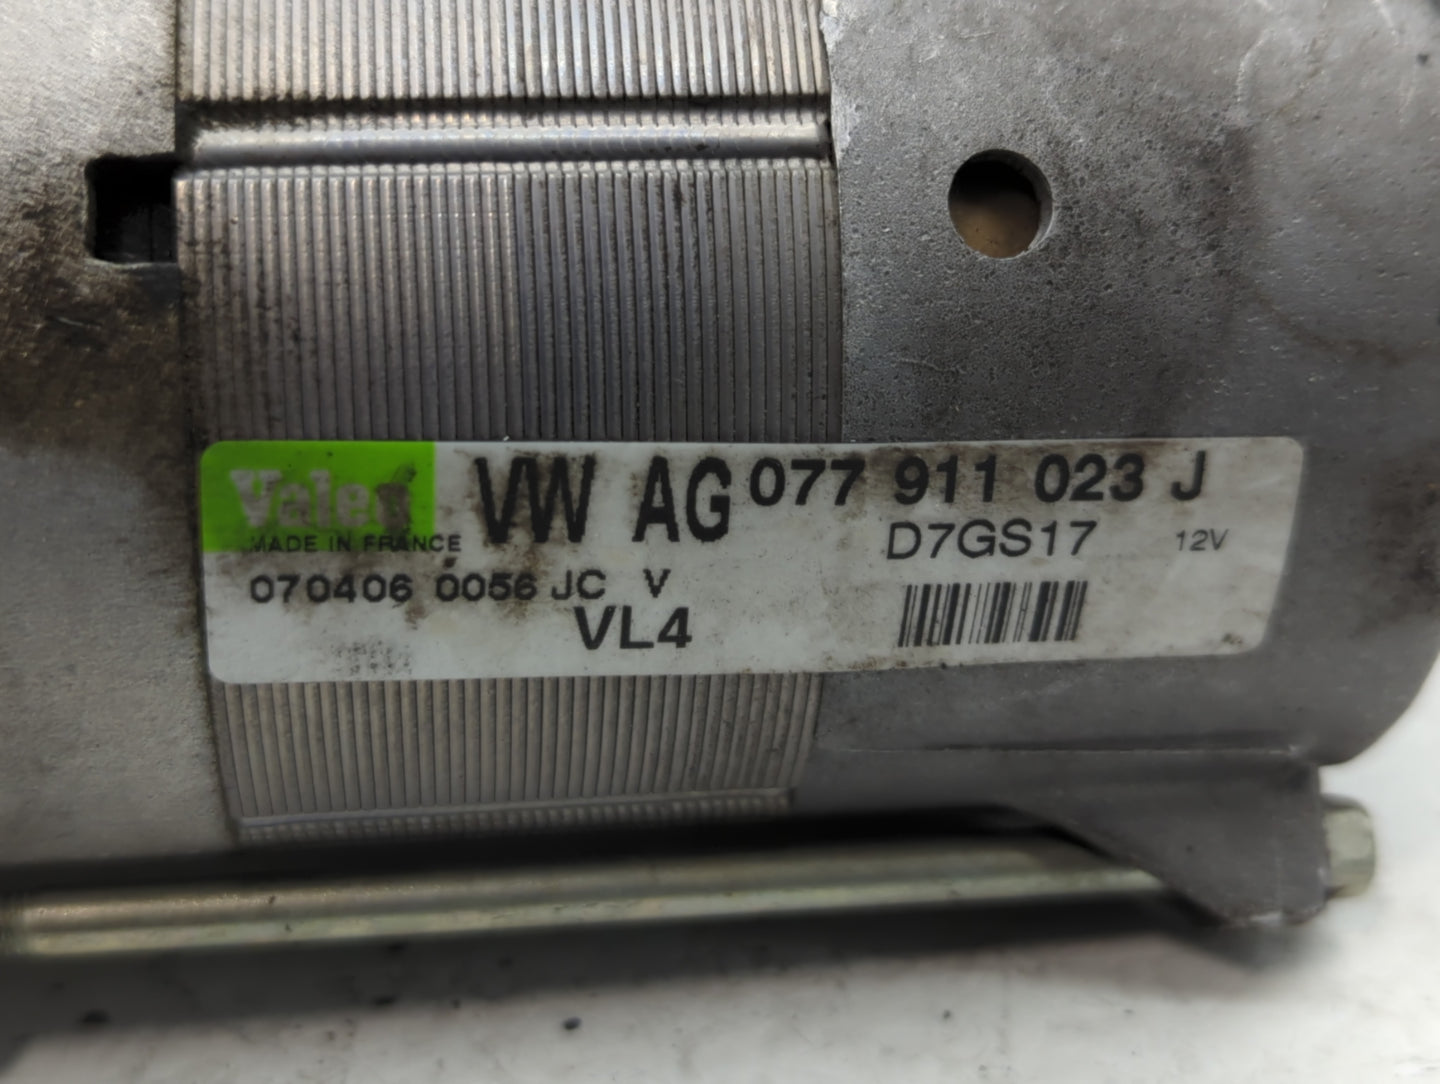 Valeo VW AG 077 911 023 J
MADE IN FRANCE D7GS17 12V
070406 0056 JC V
VL4